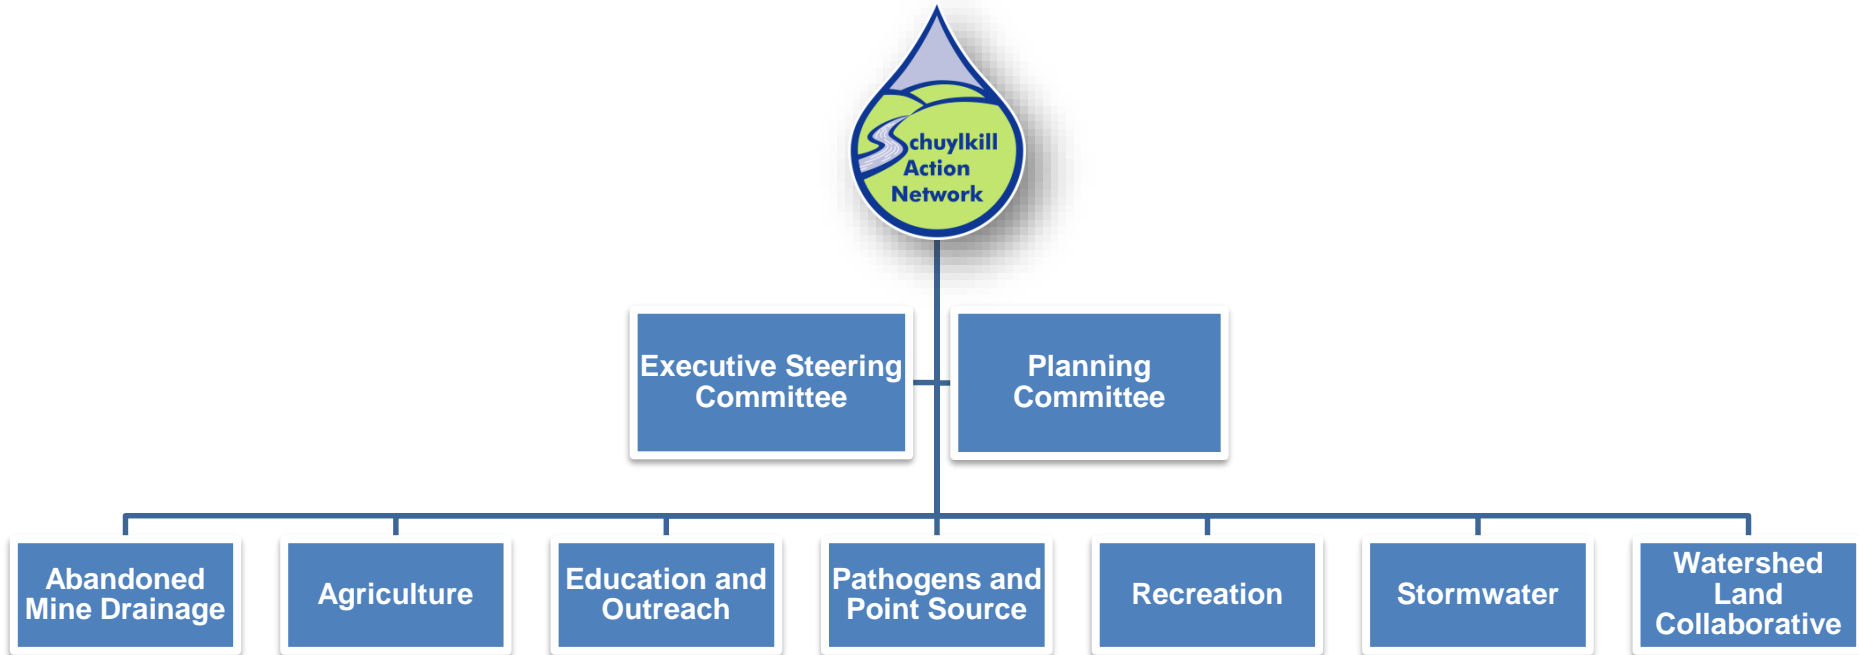 Schuylkill
Action
Network
Executive Steering
Committee
Planning
Committee
Abandoned
Mine Drainage
Agriculture
Education and
Outreach
Pathogens and
Point Source
Recreation
Stormwater
Watershed
Land
Collaborative